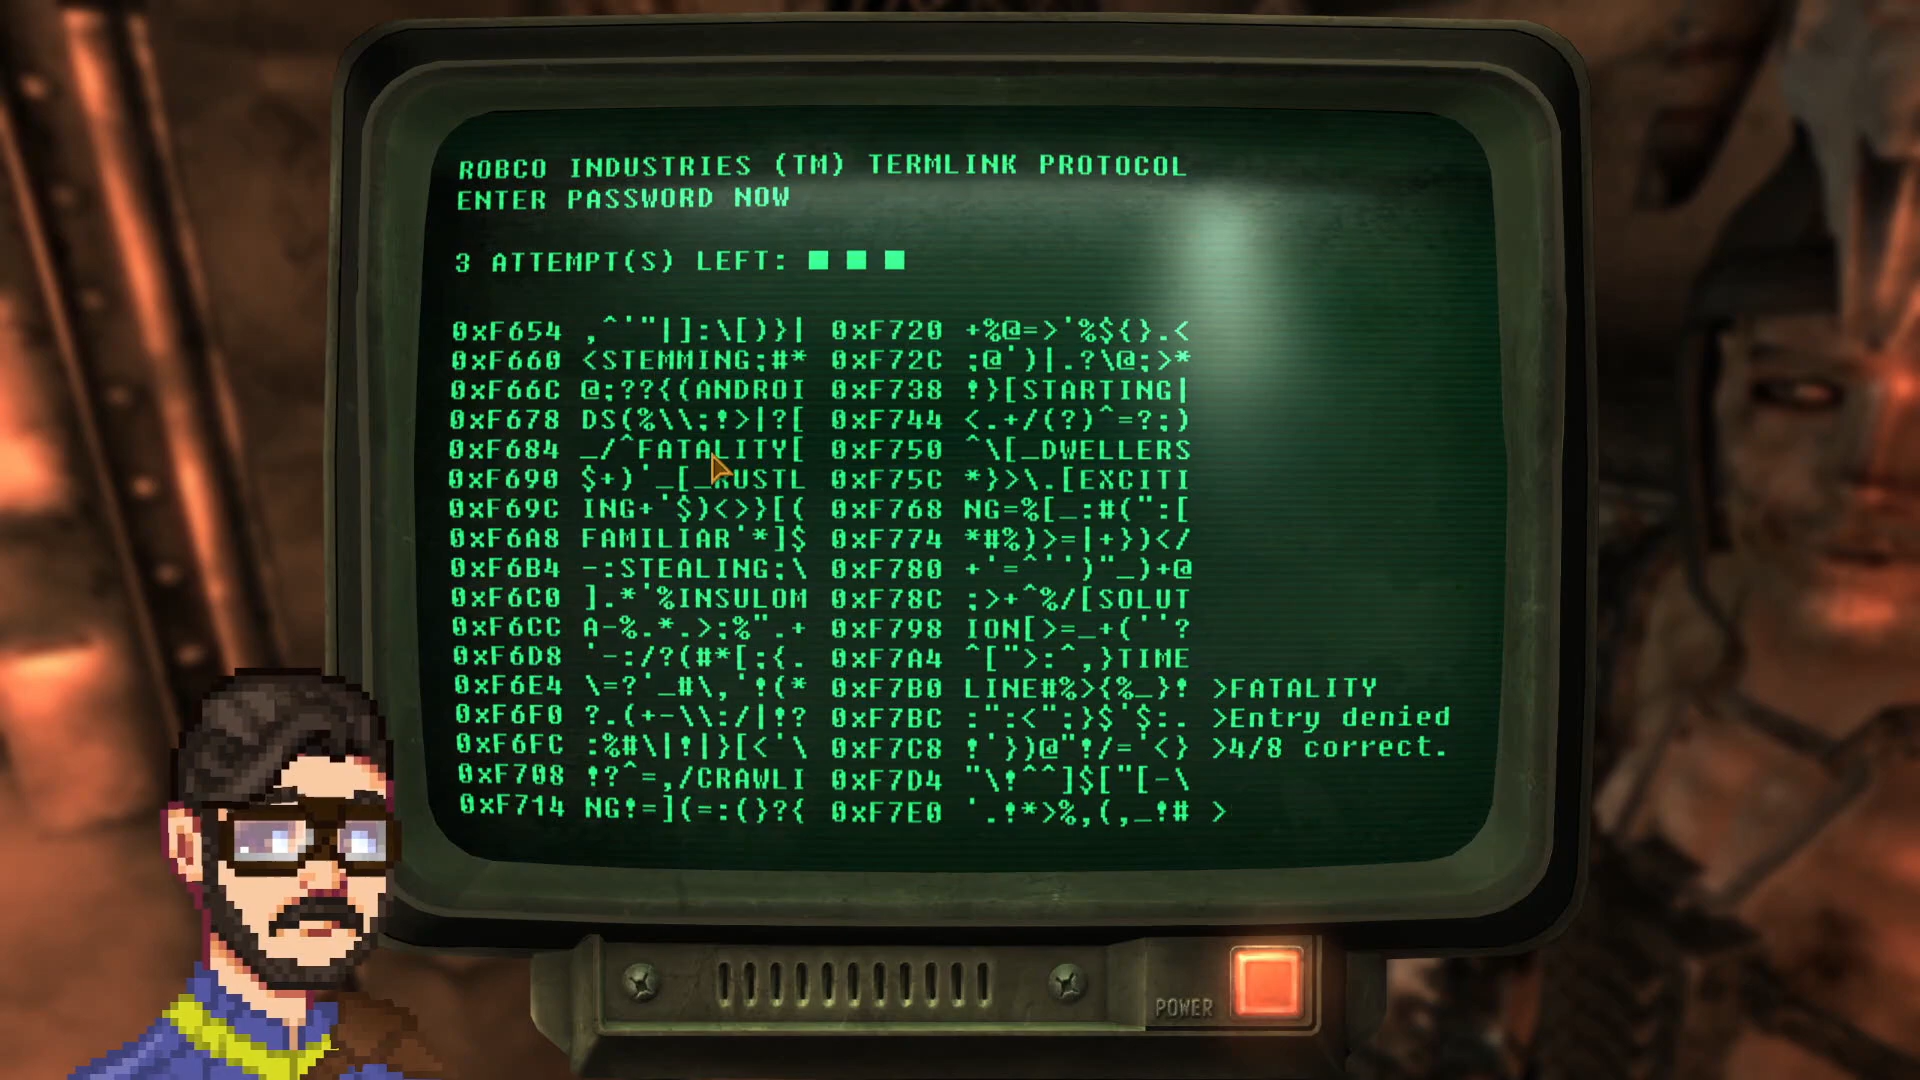 ROBCO INDUSTRIES (TM) TERMLINK PROTOCOL
ENTER PASSWORD NOW
3 ATTEMPT(S) LEFT: ■ ■ ■
0xF654 ,^'"|]:\[)}| 0xF720 +%@=>'%${}.<
0xF660 <STEMMING;#* 0xF72C ;@')|.?\@;>*
0xF66C @;??{(ANDROI 0xF738 !}[STARTING|
0xF678 DS(%\\;!>|?[ 0xF744 <.+/(?)^=?;)
0xF684 _/^FATALITY[ 0xF750 ^\[_DWELLERS
0xF690 $+)'_[_RUSTL 0xF75C *}>\.[EXCITI
0xF69C ING+'$)<>}[( 0xF768 NG=%[_:#(":[
0xF6A8 FAMILIAR'*]$ 0xF774 *#%)>=|+})</
0xF6B4 -:STEALING;\ 0xF780 +'=^'')"_)+@
0xF6C0 ].*'%INSULOM 0xF78C ;>+^%/[SOLUT
0xF6CC A-%.*.>;%".+ 0xF798 ION[>=_+(''?
0xF6D8 '-:/?(#*[;{. 0xF7A4 ^[">:^,}TIME
0xF6E4 \=?'_#\,'!(* 0xF7B0 LINE#%>{%_}! >FATALITY
0xF6F0 ?.(+-\\:/|!? 0xF7BC :":<";}$'$:. >Entry denied
0xF6FC :%#\|!|}[<'\ 0xF7C8 !'})@"!/='<} >4/8 correct.
0xF708 !?^=,/CRAWLI 0xF7D4 "\!^^]$["[-\
0xF714 NG!=](=:(}?{ 0xF7E0 '.!*>%,(,_!# >
POWER